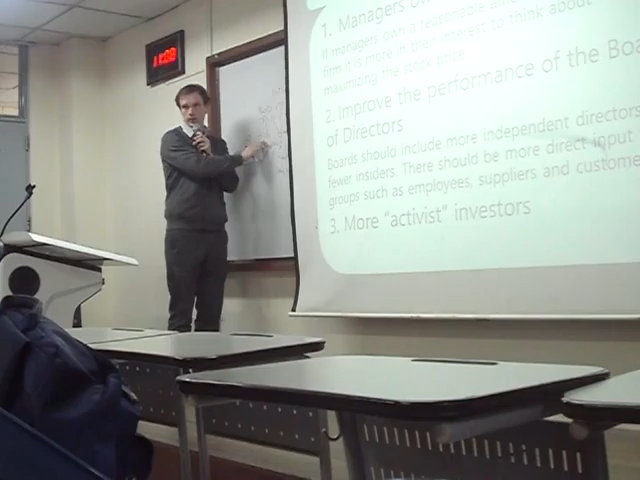 1. Managers
If managers own a reasonable
firm it is more in their interest to think about
maximizing the stock price
2. Improve the performance of the Boa
of Directors
Boards should include more independent directors
fewer insiders. There should be more direct input
groups such as employees, suppliers and custome
3. More “activist” investors